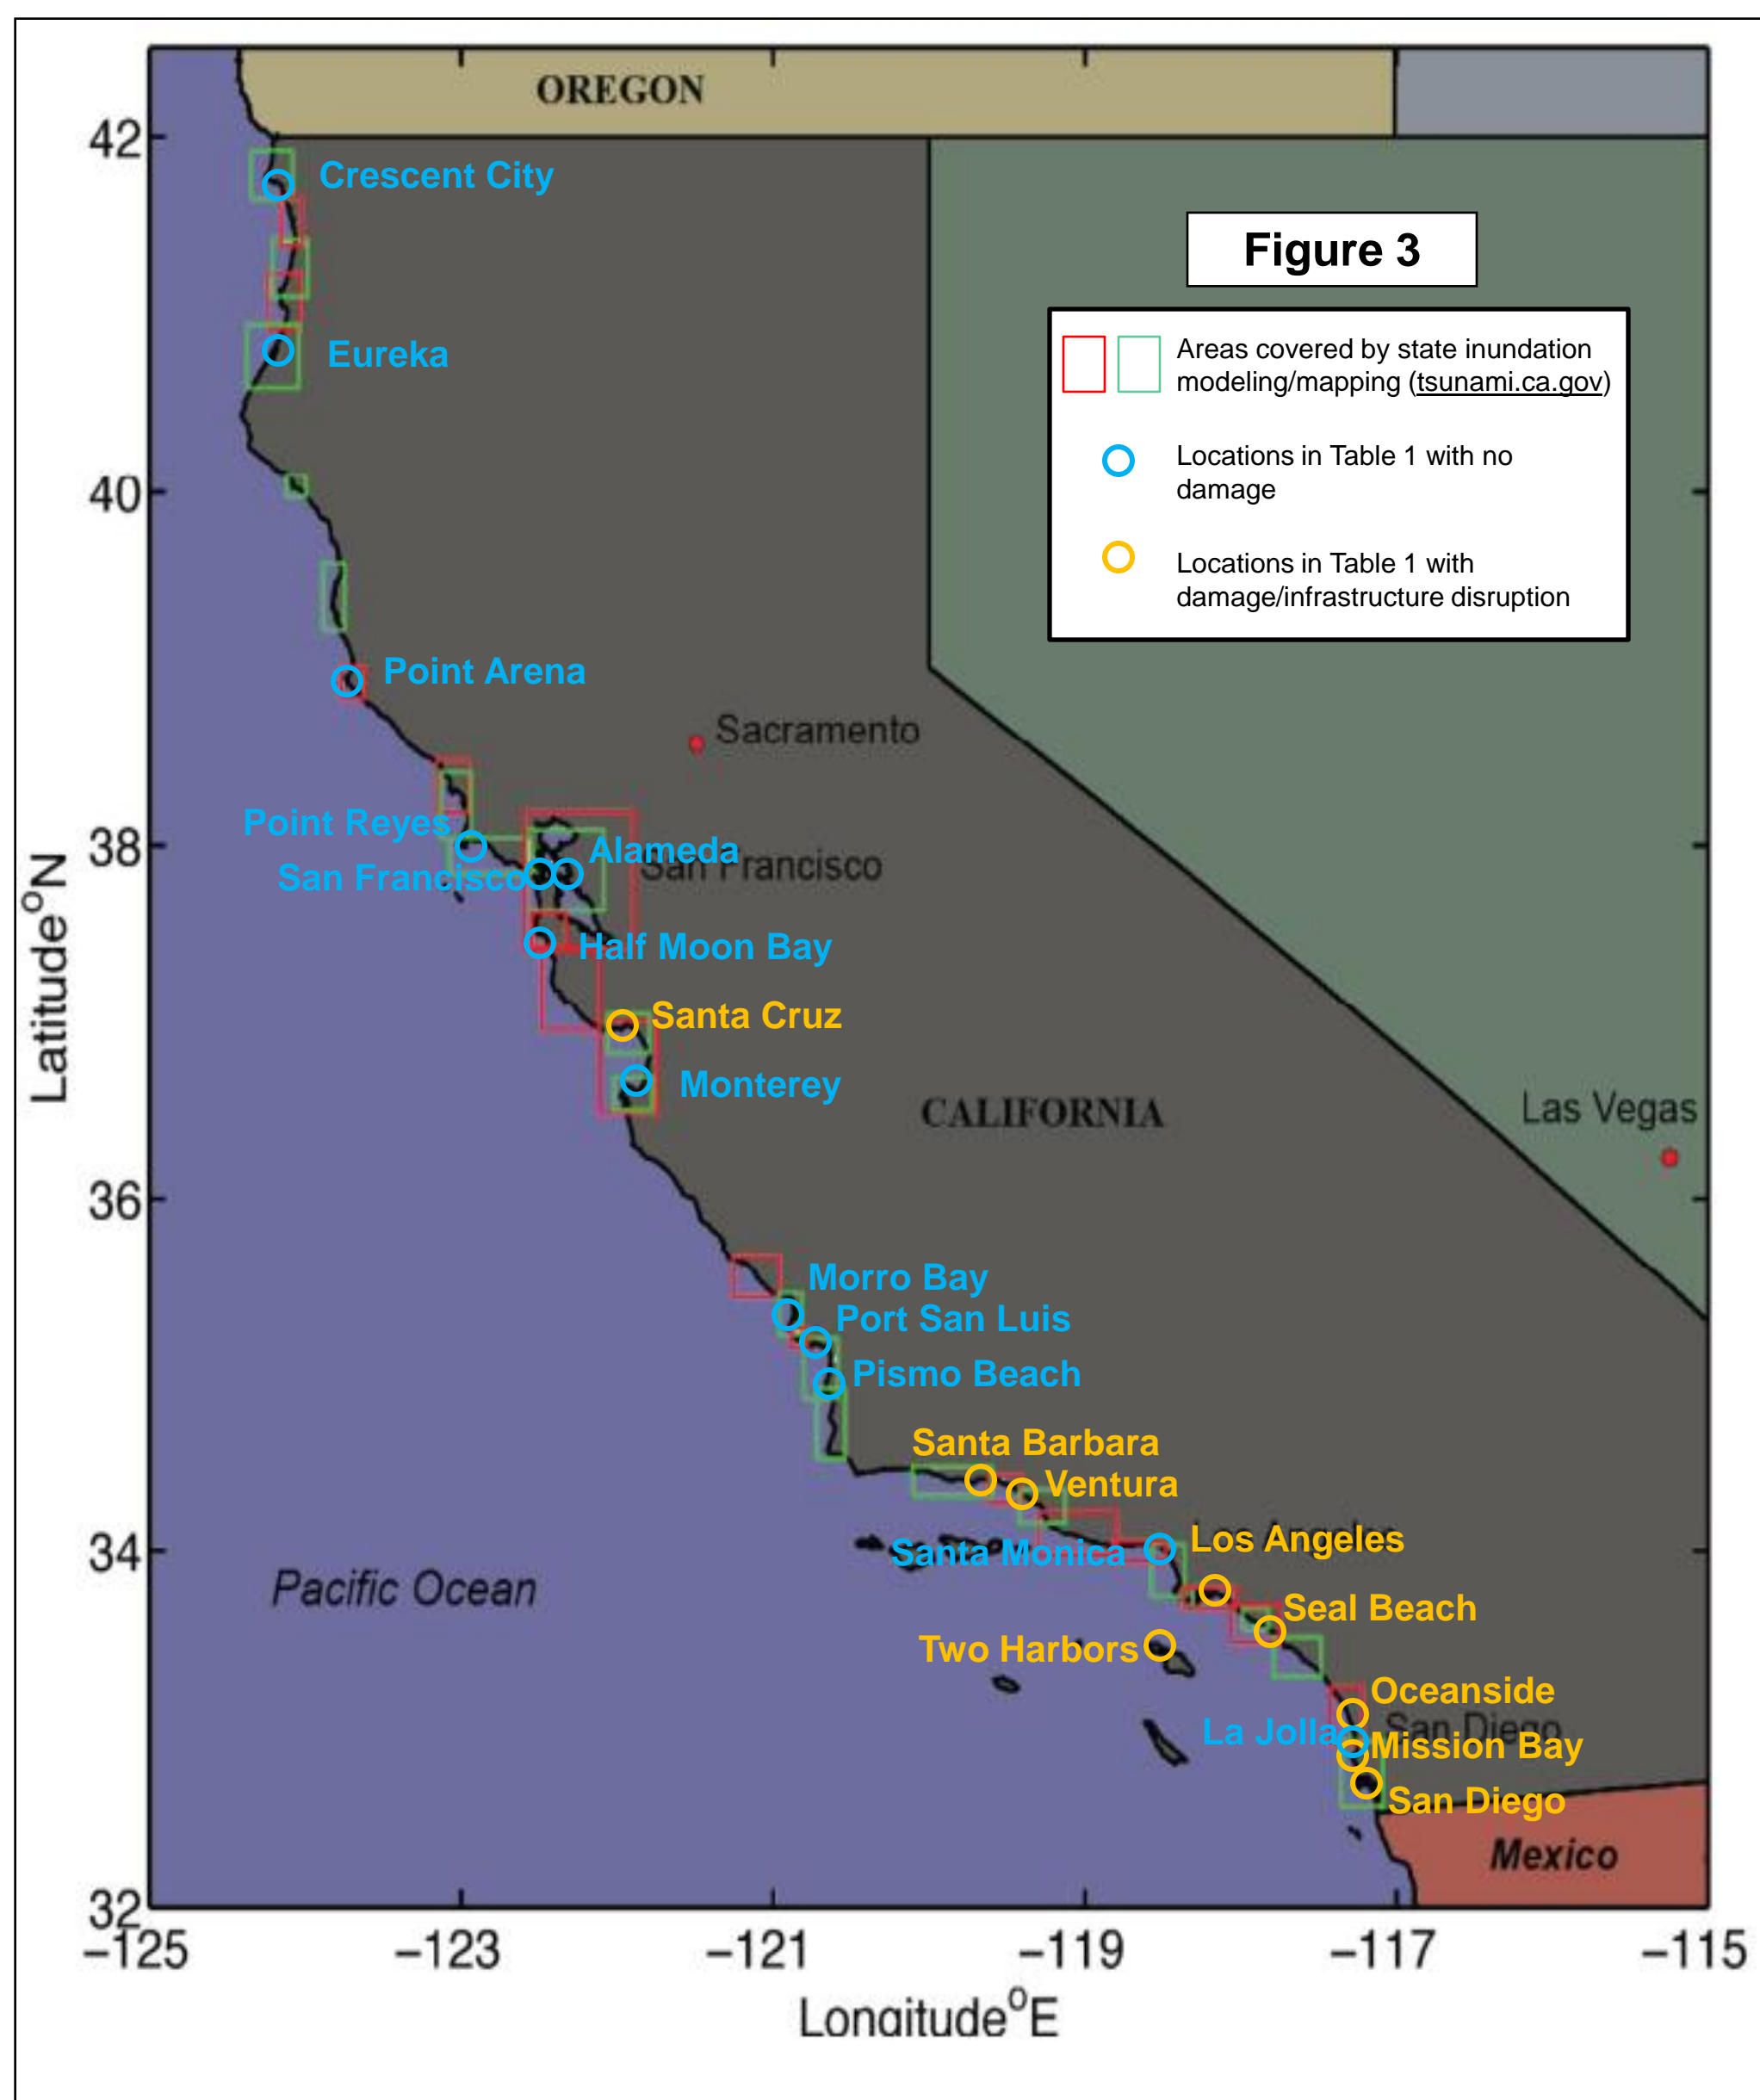 OREGON
42
Crescent City
Figure 3
Areas covered by state inundation
modeling/mapping (tsunami.ca.gov)
Eureka
Locations in Table 1 with no
damage
40
Locations in Table 1 with
damage/infrastructure disruption
Point Arena
Sacramento
Point Reyes
38
Alameda
San Francisco
San Francisco
Half Moon Bay
Latitude°N
Santa Cruz
Monterey
CALIFORNIA
Las Vegas
36
Morro Bay
Port San Luis
Pismo Beach
Santa Barbara
Ventura
34
Los Angeles
Santa Monica
Pacific Ocean
Seal Beach
Two Harbors
Oceanside
San Diego
La Jolla
Mission Bay
San Diego
Mexico
32
−125
−123
−121
−119
−117
−115
Longitude°E